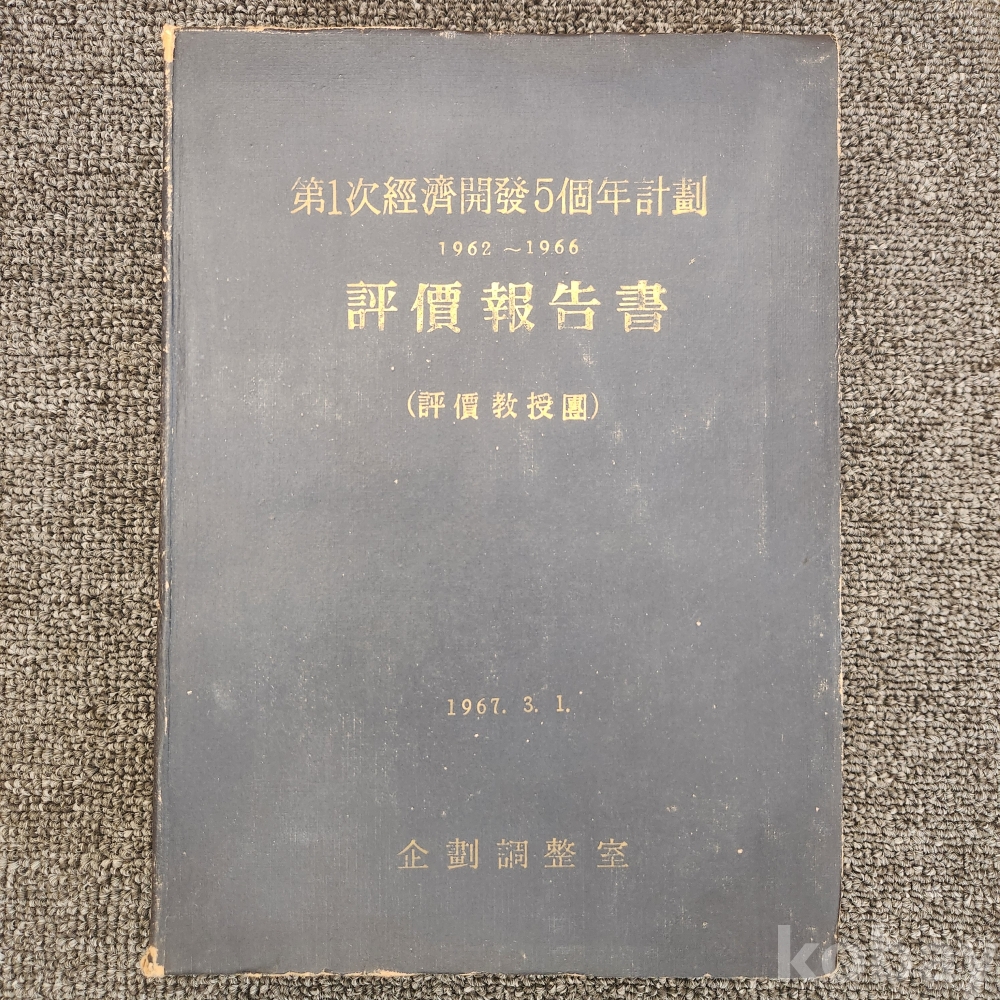 第1次經濟開發5個年計劃
1962 ~ 1966
評價報告書
(評價教授團)
1967. 3. 1.
企劃調整室
kobay